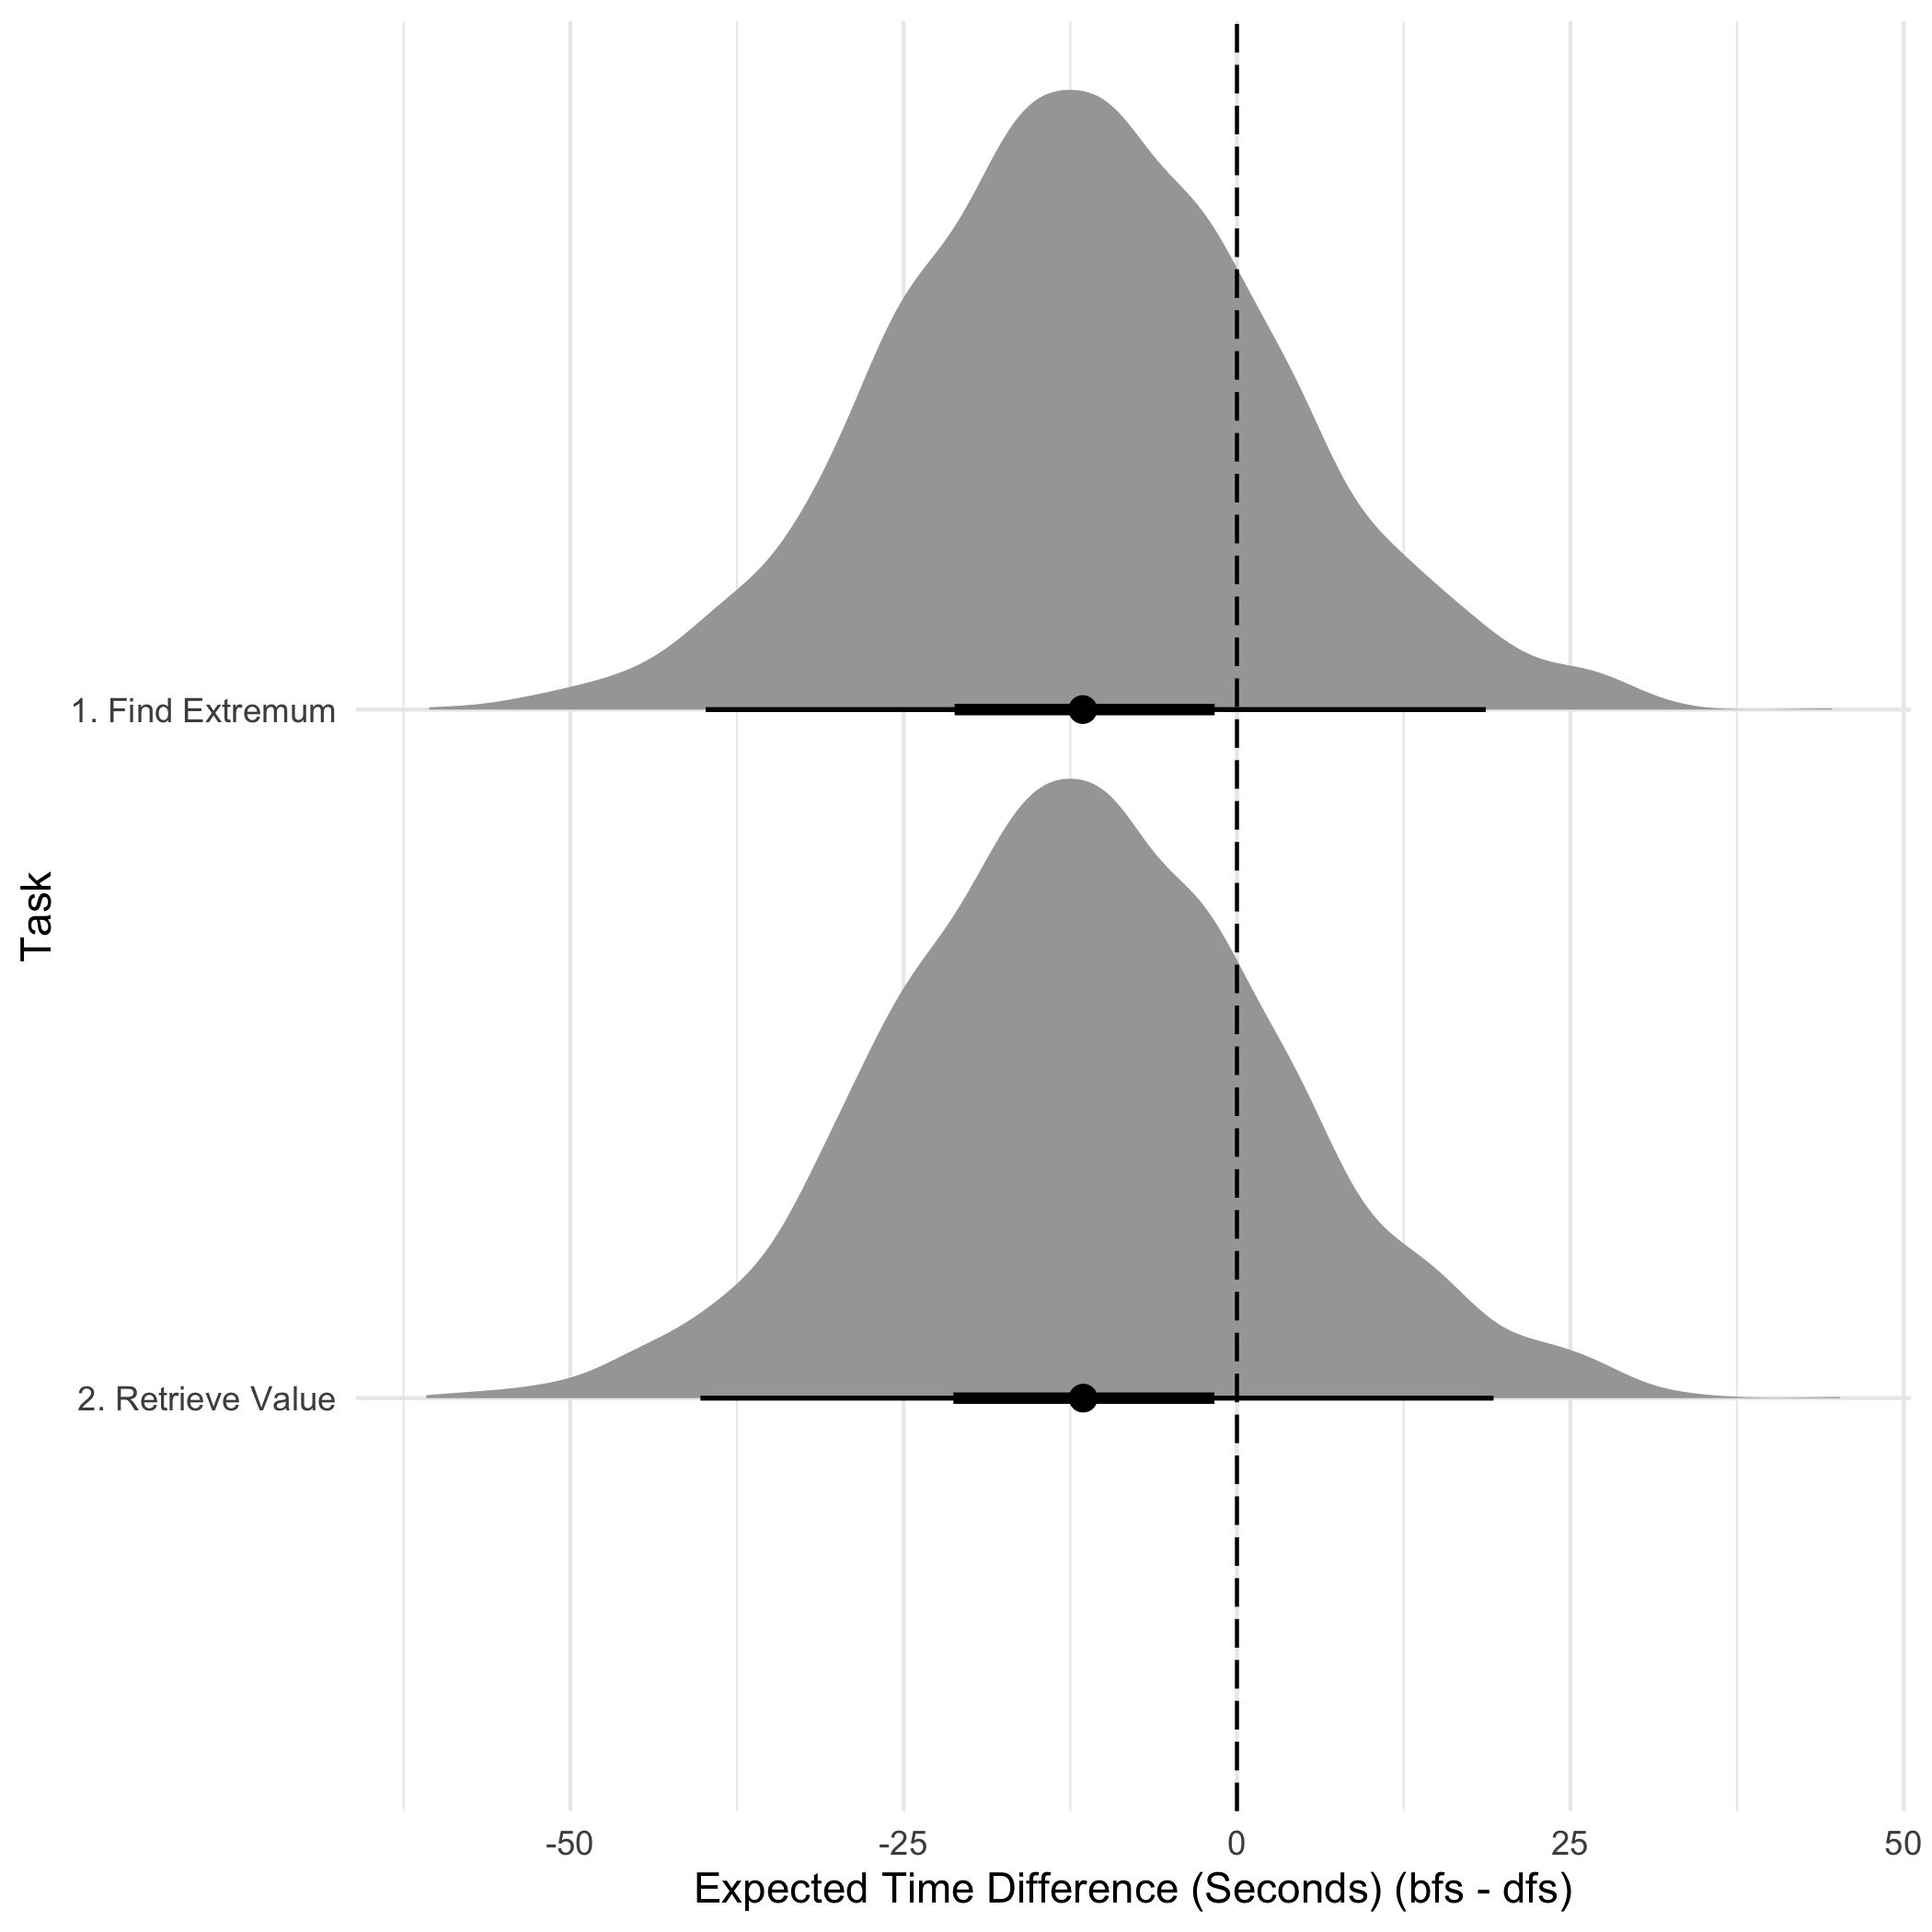 1. Find Extremum
Task
2. Retrieve Value
-50 -25 0 25 50
Expected Time Difference (Seconds) (bfs - dfs)